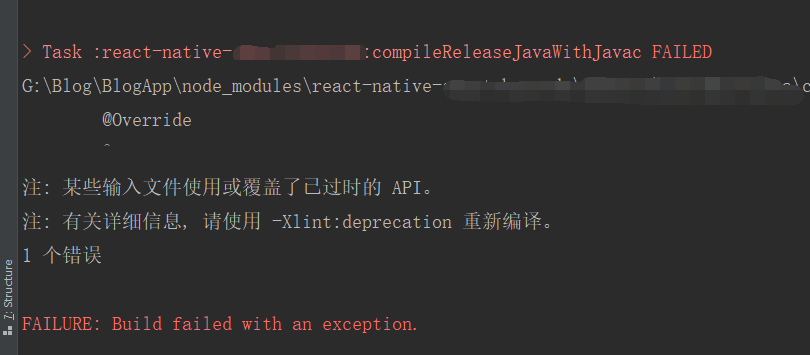 > Task :react-native-:compileReleaseJavaWithJavac FAILED
G:\Blog\BlogApp\node_modules\react-native-
@Override
^
注: 某些输入文件使用或覆盖了已过时的 API。
注: 有关详细信息, 请使用 -Xlint:deprecation 重新编译。
1 个错误
FAILURE: Build failed with an exception.
7: Structure